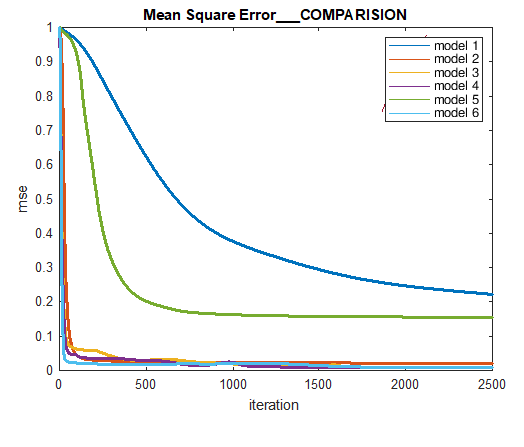 Mean Square Error___COMPARISION
1
0.9
0.8
0.7
0.6
0.5
0.4
0.3
0.2
0.1
0
mse
model 1
model 2
model 3
model 4
model 5
model 6
0 500 1000 1500 2000 2500
iteration